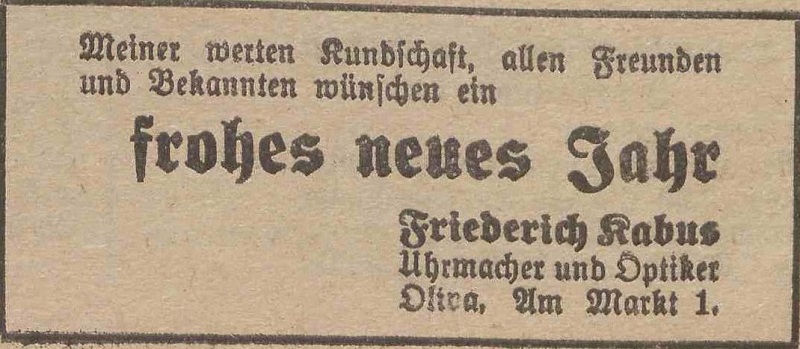 Meiner werten Kundschaft, allen Freunden
und Bekannten wünschen ein
frohes neues Jahr
Friederich Kabus
Uhrmacher und Optiker
Oliva, Am Markt 1.